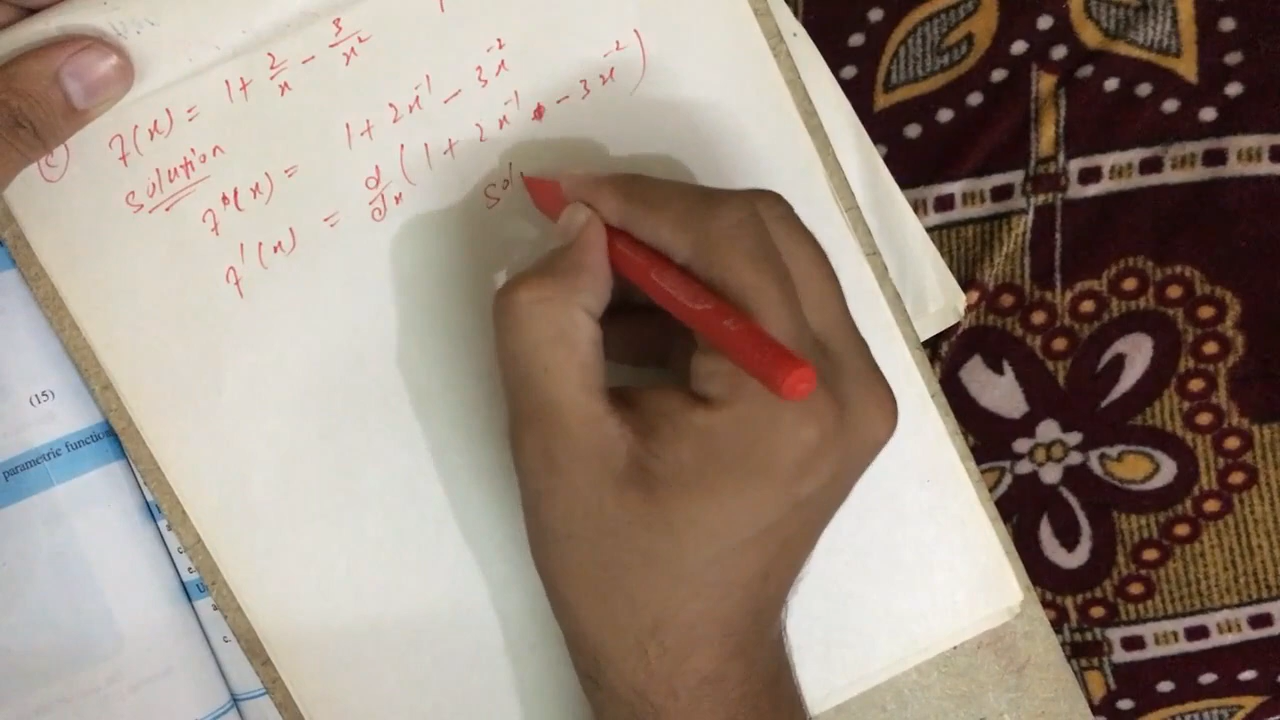 (c) f(x) = 1 + 2/x - 3/x²
Solution
f(x) = 1 + 2x⁻¹ - 3x⁻²
f'(x) = d/dx (1 + 2x⁻¹ - 3x⁻²)
Sol
(15)
parametric function
a.
c.
e.
U
a.
c.